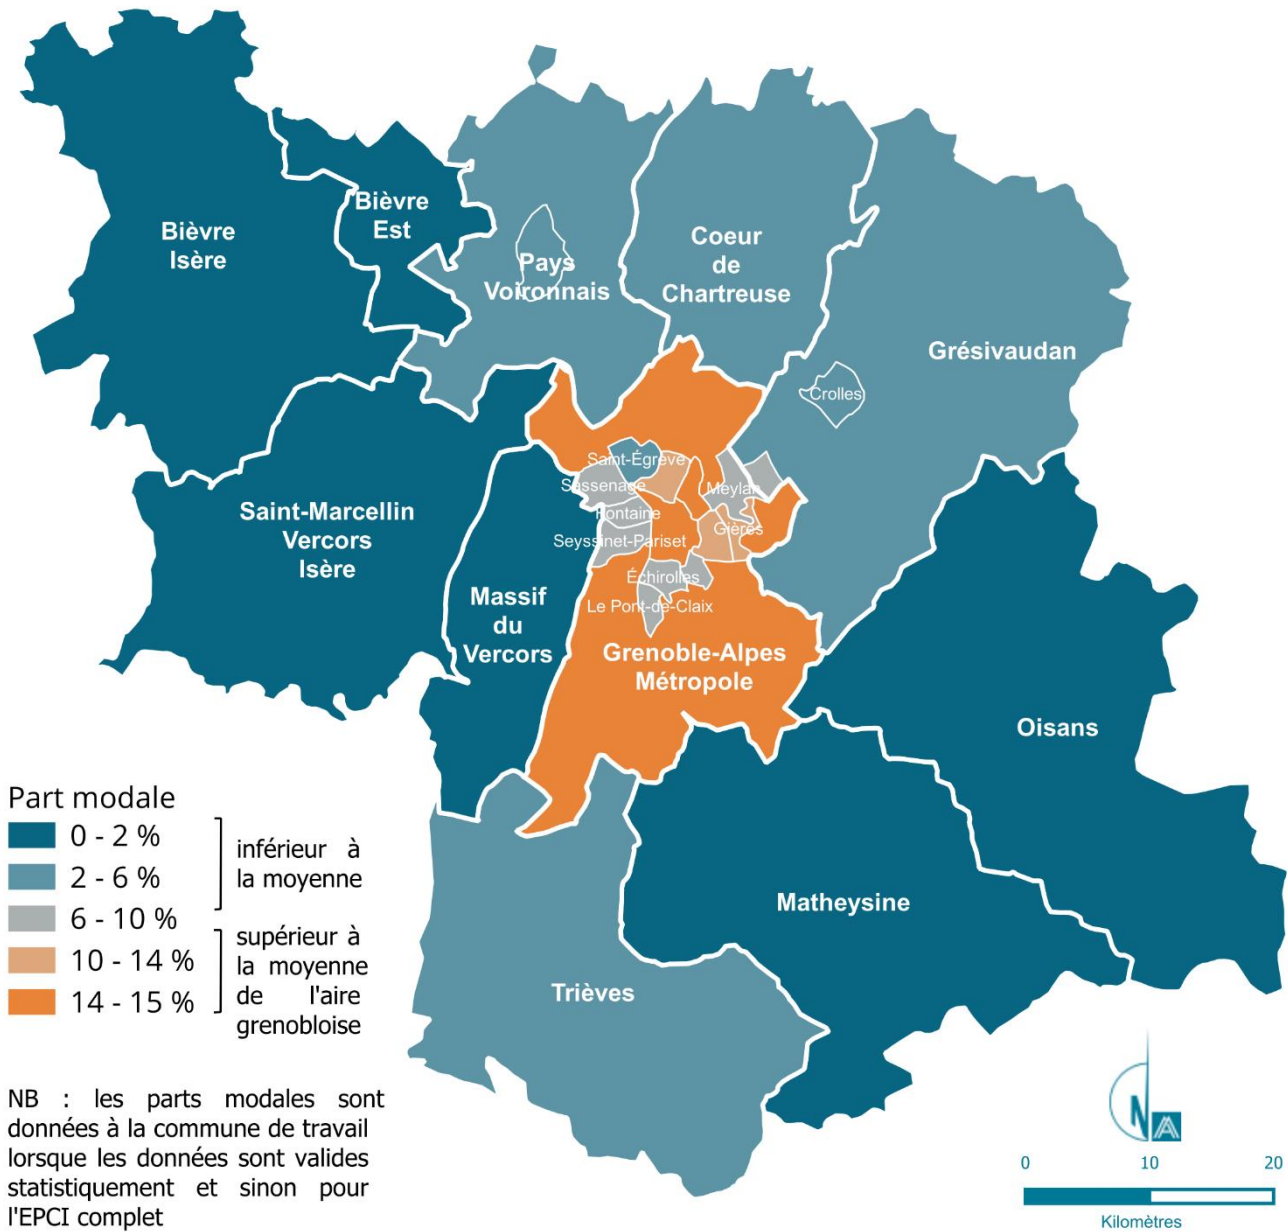 Bièvre
Isère
Bièvre
Est
Pays
Voironnais
Coeur
de
Chartreuse
Grésivaudan
Crolles
Saint-Égrève
Sassenage
Meylan
Fontaine
Gières
Seyssinet-Pariset
Échirolles
Le Pont-de-Claix
Saint-Marcellin
Vercors
Isère
Massif
du
Vercors
Grenoble-Alpes
Métropole
Oisans
Matheysine
Trièves
Part modale
0 - 2 %
2 - 6 %
6 - 10 %
10 - 14 %
14 - 15 %
inférieur à
la moyenne
supérieur à
la moyenne
de l'aire
grenobloise
NB : les parts modales sont
données à la commune de travail
lorsque les données sont valides
statistiquement et sinon pour
l'EPCI complet
N
0 10 20
Kilomètres